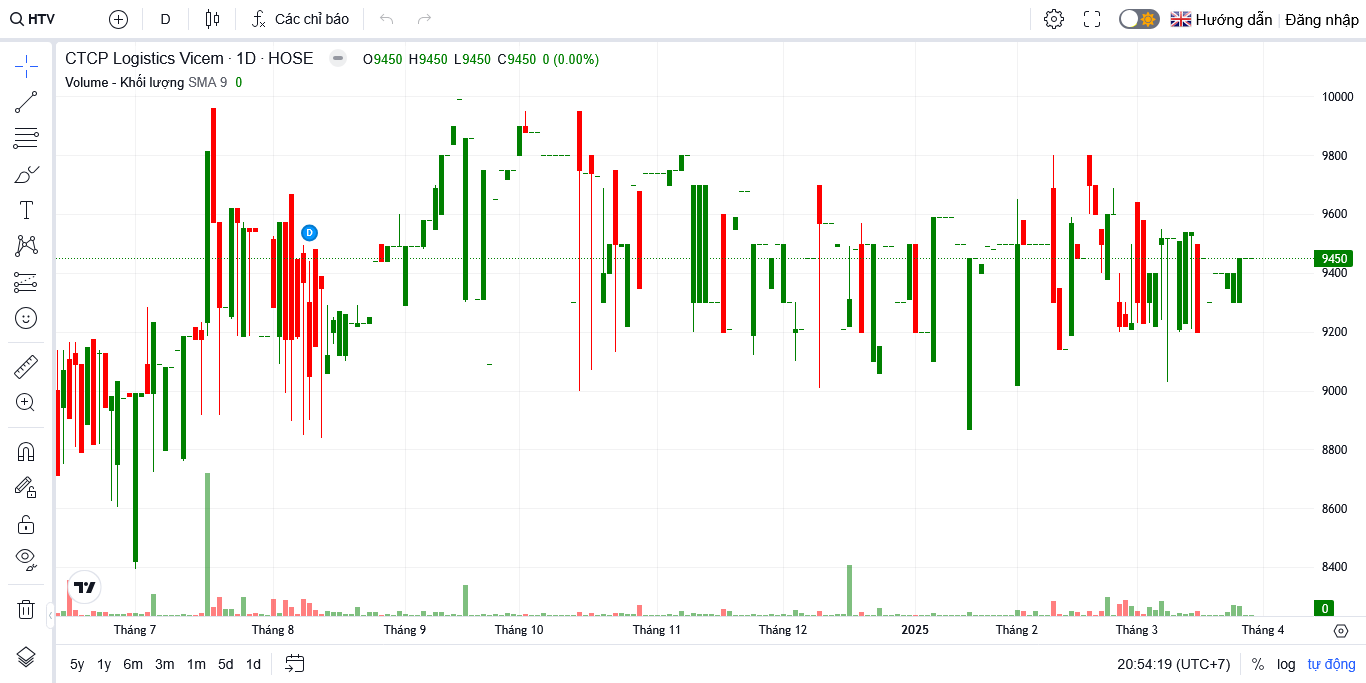 HTV D Các chỉ báo Hướng dẫn Đăng nhập
CTCP Logistics Vicem · 1D · HOSE O9450 H9450 L9450 C9450 0 (0.00%)
Volume - Khối lượng SMA 9 0
10000
9800
9600
D
9450
9400
9200
9000
8800
8600
8400
0
Tháng 7 Tháng 8 Tháng 9 Tháng 10 Tháng 11 Tháng 12 2025 Tháng 2 Tháng 3 Tháng 4
5y 1y 6m 3m 1m 5d 1d 20:54:19 (UTC+7) % log tự động